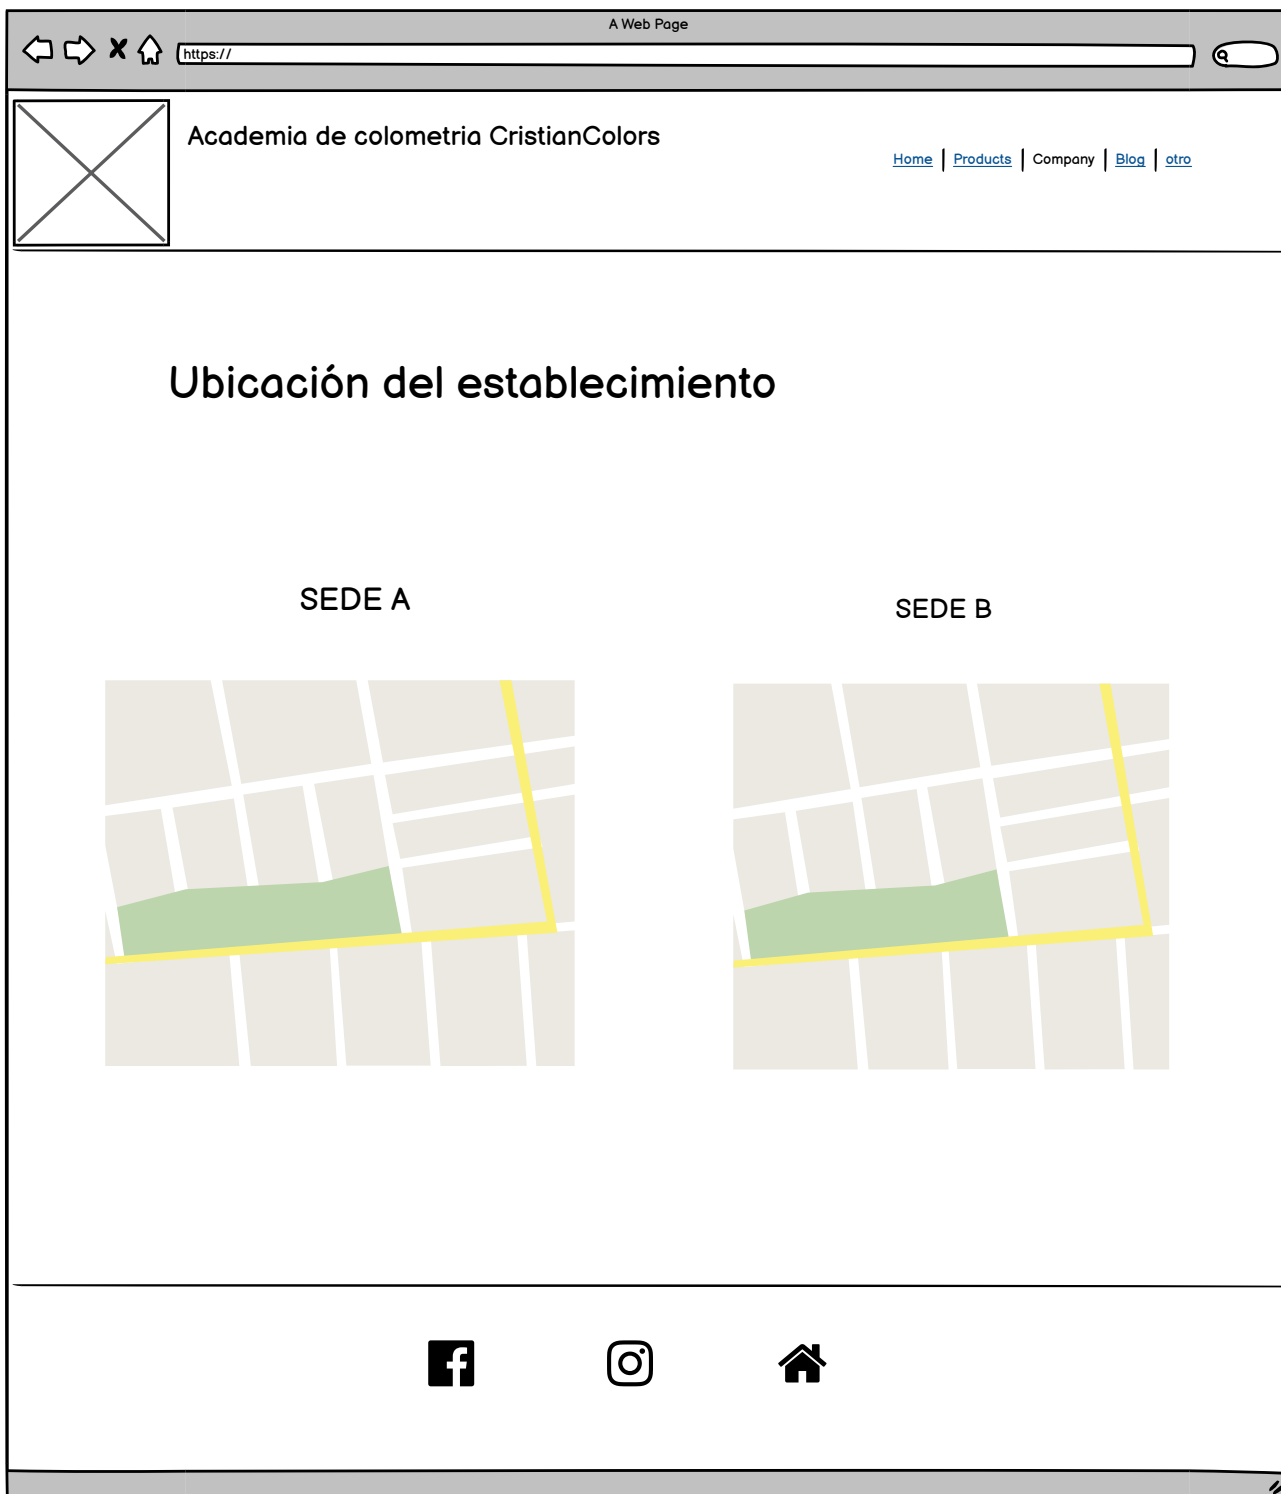 A Web Page
https://
Academia de colometria CristianColors
Home | Products | Company | Blog | otro
Ubicación del establecimiento
SEDE A
SEDE B